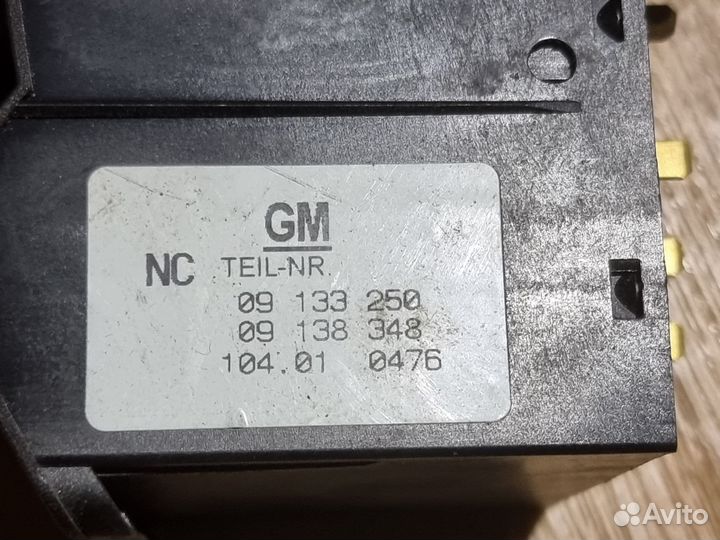 GM
NC TEIL-NR.
09 133 250
09 138 348
104.01 0476
Avito